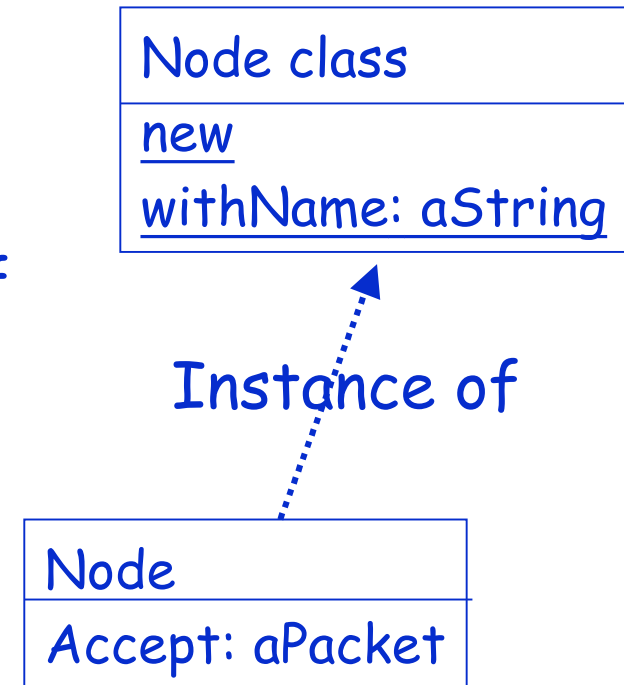 Node class
new
withName: aString
Instance of
Node
Accept: aPacket